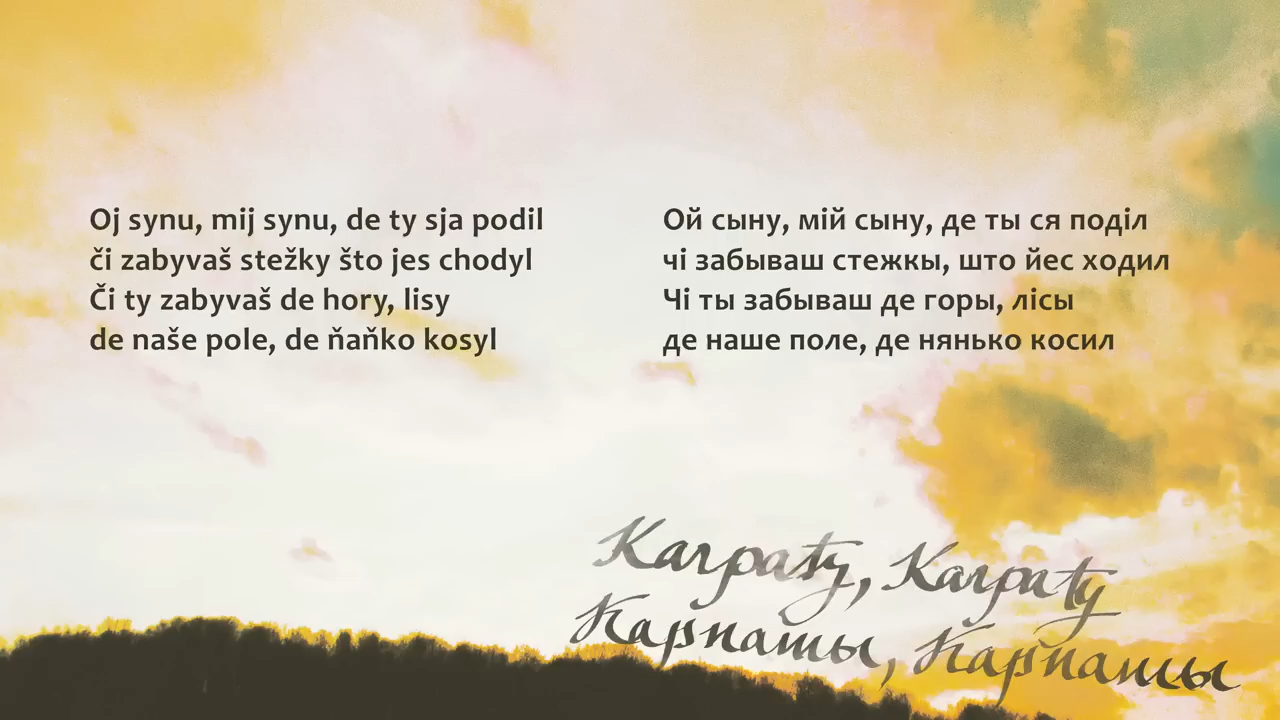 Oj synu, mij synu, de ty sja podil
či zabyvaš stežky što jes chodyl
Či ty zabyvaš de hory, lisy
de naše pole, de ňaňko kosyl
Ой сыну, мій сыну, де ты ся поділ
чі забываш стежкы, што йес ходил
Чі ты забываш де горы, лісы
де наше поле, де нянько косил
Karpaty, Karpaty
Карпаты, Карпаты